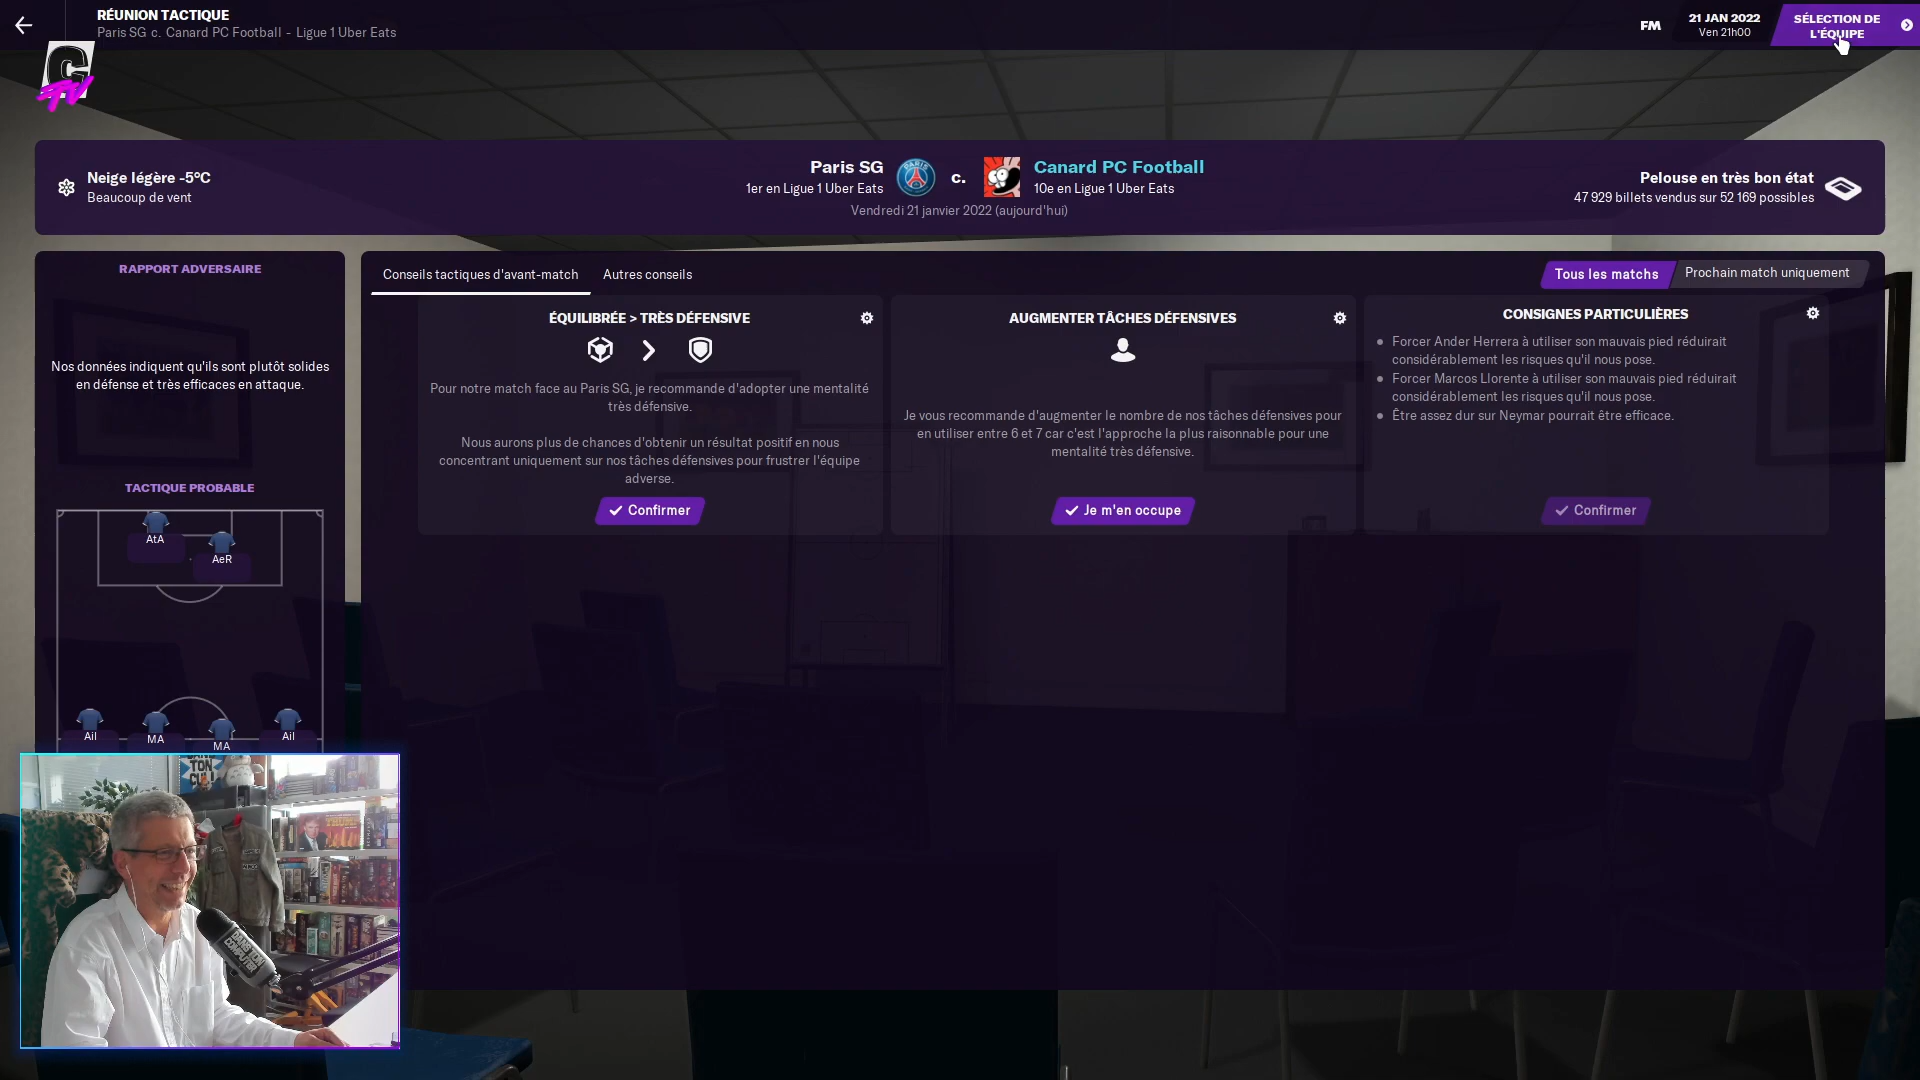 RÉUNION TACTIQUE
Paris SG c. Canard PC Football - Ligue 1 Uber Eats
FM
21 JAN 2022
Ven 21h00
SÉLECTION DE
L'ÉQUIPE
C
TV
Neige légère -5°C
Beaucoup de vent
Paris SG
1er en Ligue 1 Uber Eats
PARIS
c.
Canard PC Football
10e en Ligue 1 Uber Eats
Vendredi 21 janvier 2022 (aujourd'hui)
Pelouse en très bon état
47 929 billets vendus sur 52 169 possibles
RAPPORT ADVERSAIRE
Nos données indiquent qu'ils sont plutôt solides
en défense et très efficaces en attaque.
TACTIQUE PROBABLE
AtA
AeR
Ail
MA
MA
Ail
Conseils tactiques d'avant-match
Autres conseils
Tous les matchs
Prochain match uniquement
ÉQUILIBRÉE > TRÈS DÉFENSIVE
Pour notre match face au Paris SG, je recommande d'adopter une mentalité
très défensive.
Nous aurons plus de chances d'obtenir un résultat positif en nous
concentrant uniquement sur nos tâches défensives pour frustrer l'équipe
adverse.
Confirmer
AUGMENTER TÂCHES DÉFENSIVES
Je vous recommande d'augmenter le nombre de nos tâches défensives pour
en utiliser entre 6 et 7 car c'est l'approche la plus raisonnable pour une
mentalité très défensive.
Je m'en occupe
CONSIGNES PARTICULIÈRES
Forcer Ander Herrera à utiliser son mauvais pied réduirait
considérablement les risques qu'il nous pose.
Forcer Marcos Llorente à utiliser son mauvais pied réduirait
considérablement les risques qu'il nous pose.
Être assez dur sur Neymar pourrait être efficace.
Confirmer
DANS
TON
CUL!
TRUMP
DANS TON
COMPUTER